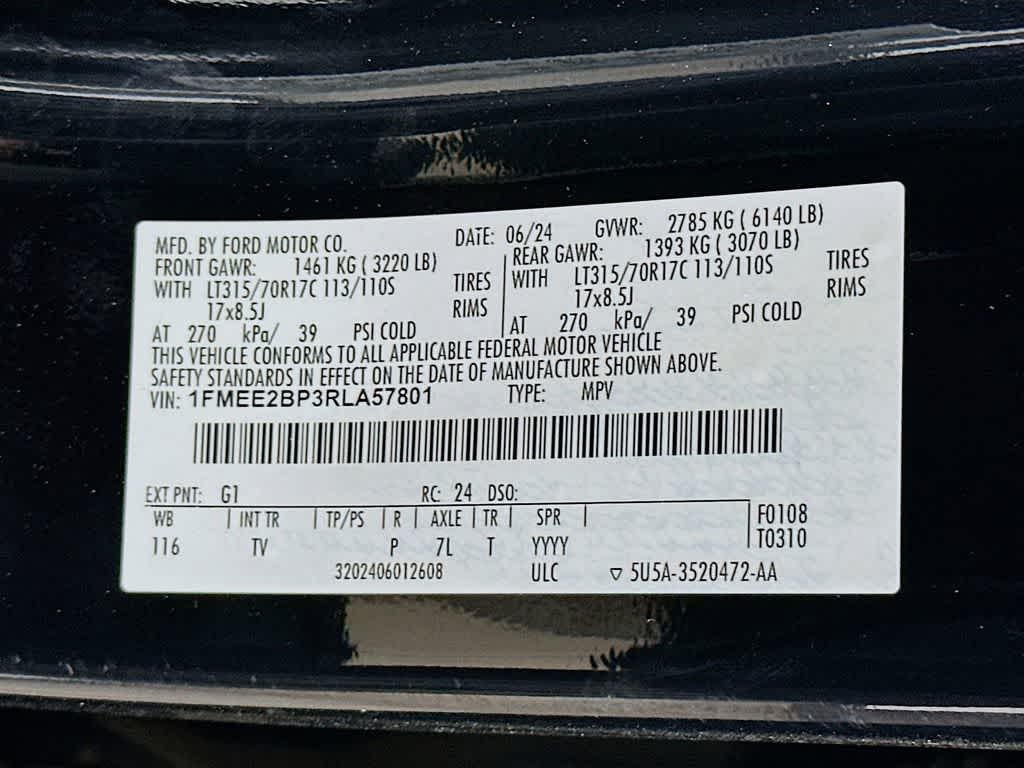 MFD. BY FORD MOTOR CO. DATE: 06/24 GVWR: 2785 KG ( 6140 LB)
FRONT GAWR: 1461 KG ( 3220 LB) REAR GAWR: 1393 KG ( 3070 LB)
WITH LT315/70R17C 113/110S TIRES WITH LT315/70R17C 113/110S TIRES
17x8.5J RIMS 17x8.5J RIMS
AT 270 kPa/ 39 PSI COLD AT 270 kPa/ 39 PSI COLD
THIS VEHICLE CONFORMS TO ALL APPLICABLE FEDERAL MOTOR VEHICLE
SAFETY STANDARDS IN EFFECT ON THE DATE OF MANUFACTURE SHOWN ABOVE.
VIN: 1FMEE2BP3RLA57801 TYPE: MPV
EXT PNT: G1 RC: 24 DSO:
WB | INT TR | TP/PS | R | AXLE | TR | SPR | F0108
116 TV P 7L T YYYY T0310
3202406012608 ULC ▽ 5U5A-3520472-AA